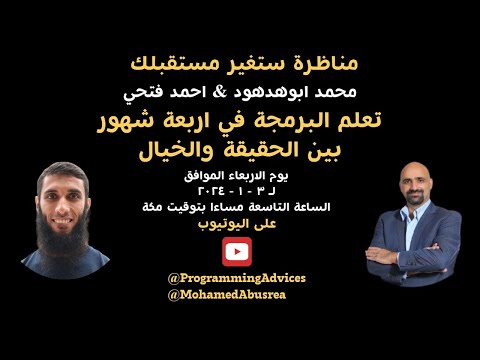 مناظرة ستغير مستقبلك
محمد ابوهدهود & احمد فتحي
تعلم البرمجة في اربعة شهور
بين الحقيقة والخيال
يوم الاربعاء الموافق
لـ ٣ - ١ - ٢٠٢٤
الساعة التاسعة مساءا بتوقيت مكة
على اليوتيوب
@ProgrammingAdvices
@MohamedAbusrea